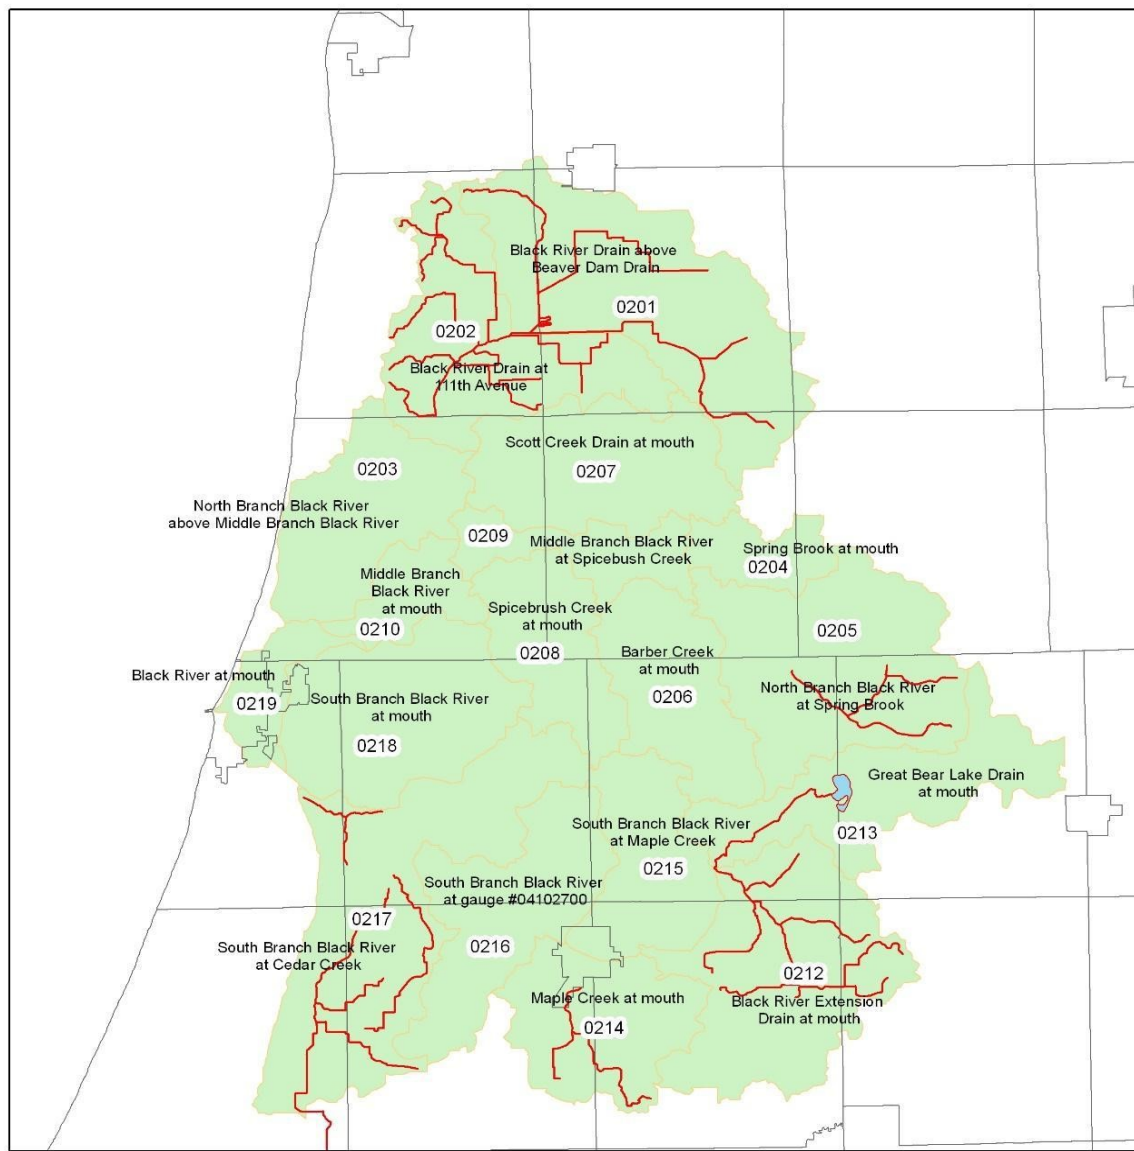 Black River Drain above
Beaver Dam Drain
0201
0202
Black River Drain at
111th Avenue
Scott Creek Drain at mouth
0203
0207
North Branch Black River
above Middle Branch Black River
0209
Middle Branch Black River
at Spicebush Creek
Spring Brook at mouth
0204
Middle Branch
Black River
at mouth
0210
Spicebrush Creek
at mouth
0208
0205
Barber Creek
at mouth
0206
Black River at mouth
0219
South Branch Black River
at mouth
0218
North Branch Black River
at Spring Brook
Great Bear Lake Drain
at mouth
0213
South Branch Black River
at Maple Creek
0215
South Branch Black River
at gauge #04102700
0217
0216
South Branch Black River
at Cedar Creek
0212
Black River Extension
Drain at mouth
Maple Creek at mouth
0214